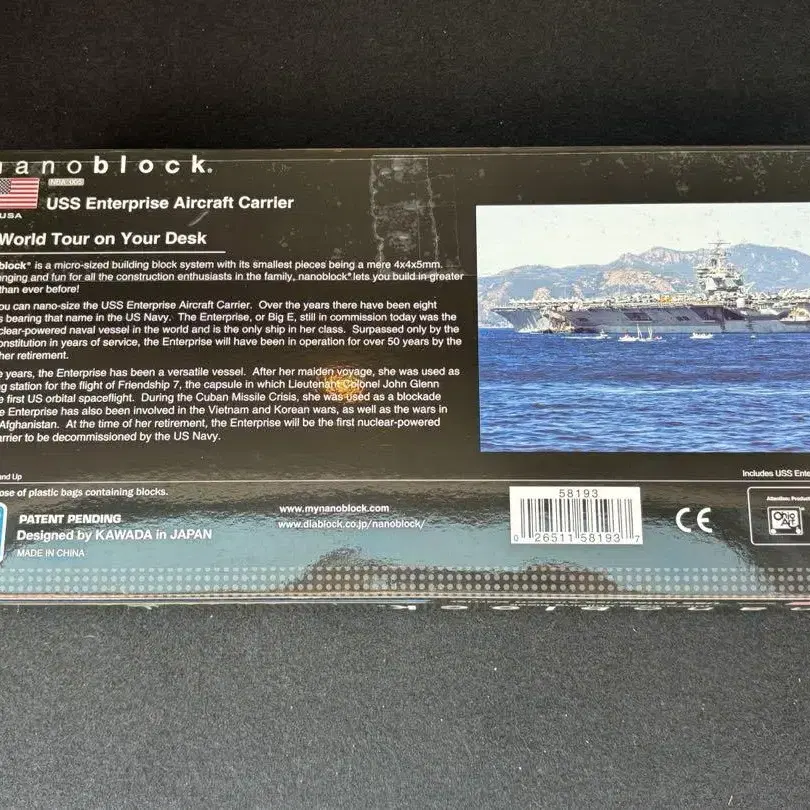 nanoblock®
NBM_005
USA
USS Enterprise Aircraft Carrier
World Tour on Your Desk
block® is a micro-sized building block system with its smallest pieces being a mere 4x4x5mm.
nging and fun for all the construction enthusiasts in the family, nanoblock® lets you build in greater
than ever before!
ou can nano-size the USS Enterprise Aircraft Carrier. Over the years there have been eight
s bearing that name in the US Navy. The Enterprise, or Big E, still in commission today was the
clear-powered naval vessel in the world and is the only ship in her class. Surpassed only by the
onstitution in years of service, the Enterprise will have been in operation for over 50 years by the
her retirement.
e years, the Enterprise has been a versatile vessel. After her maiden voyage, she was used as
ng station for the flight of Friendship 7, the capsule in which Lieutenant Colonel John Glenn
e first US orbital spaceflight. During the Cuban Missile Crisis, she was used as a blockade
e Enterprise has also been involved in the Vietnam and Korean wars, as well as the wars in
Afghanistan. At the time of her retirement, the Enterprise will be the first nuclear-powered
arrier to be decommissioned by the US Navy.
Includes USS Ente
nd Up
ose of plastic bags containing blocks.
PATENT PENDING
Designed by KAWADA in JAPAN
MADE IN CHINA
www.mynanoblock.com
www.diablock.co.jp/nanoblock/
58193
0 26511 58193 7
CE
Attention: Product
Ohio Art